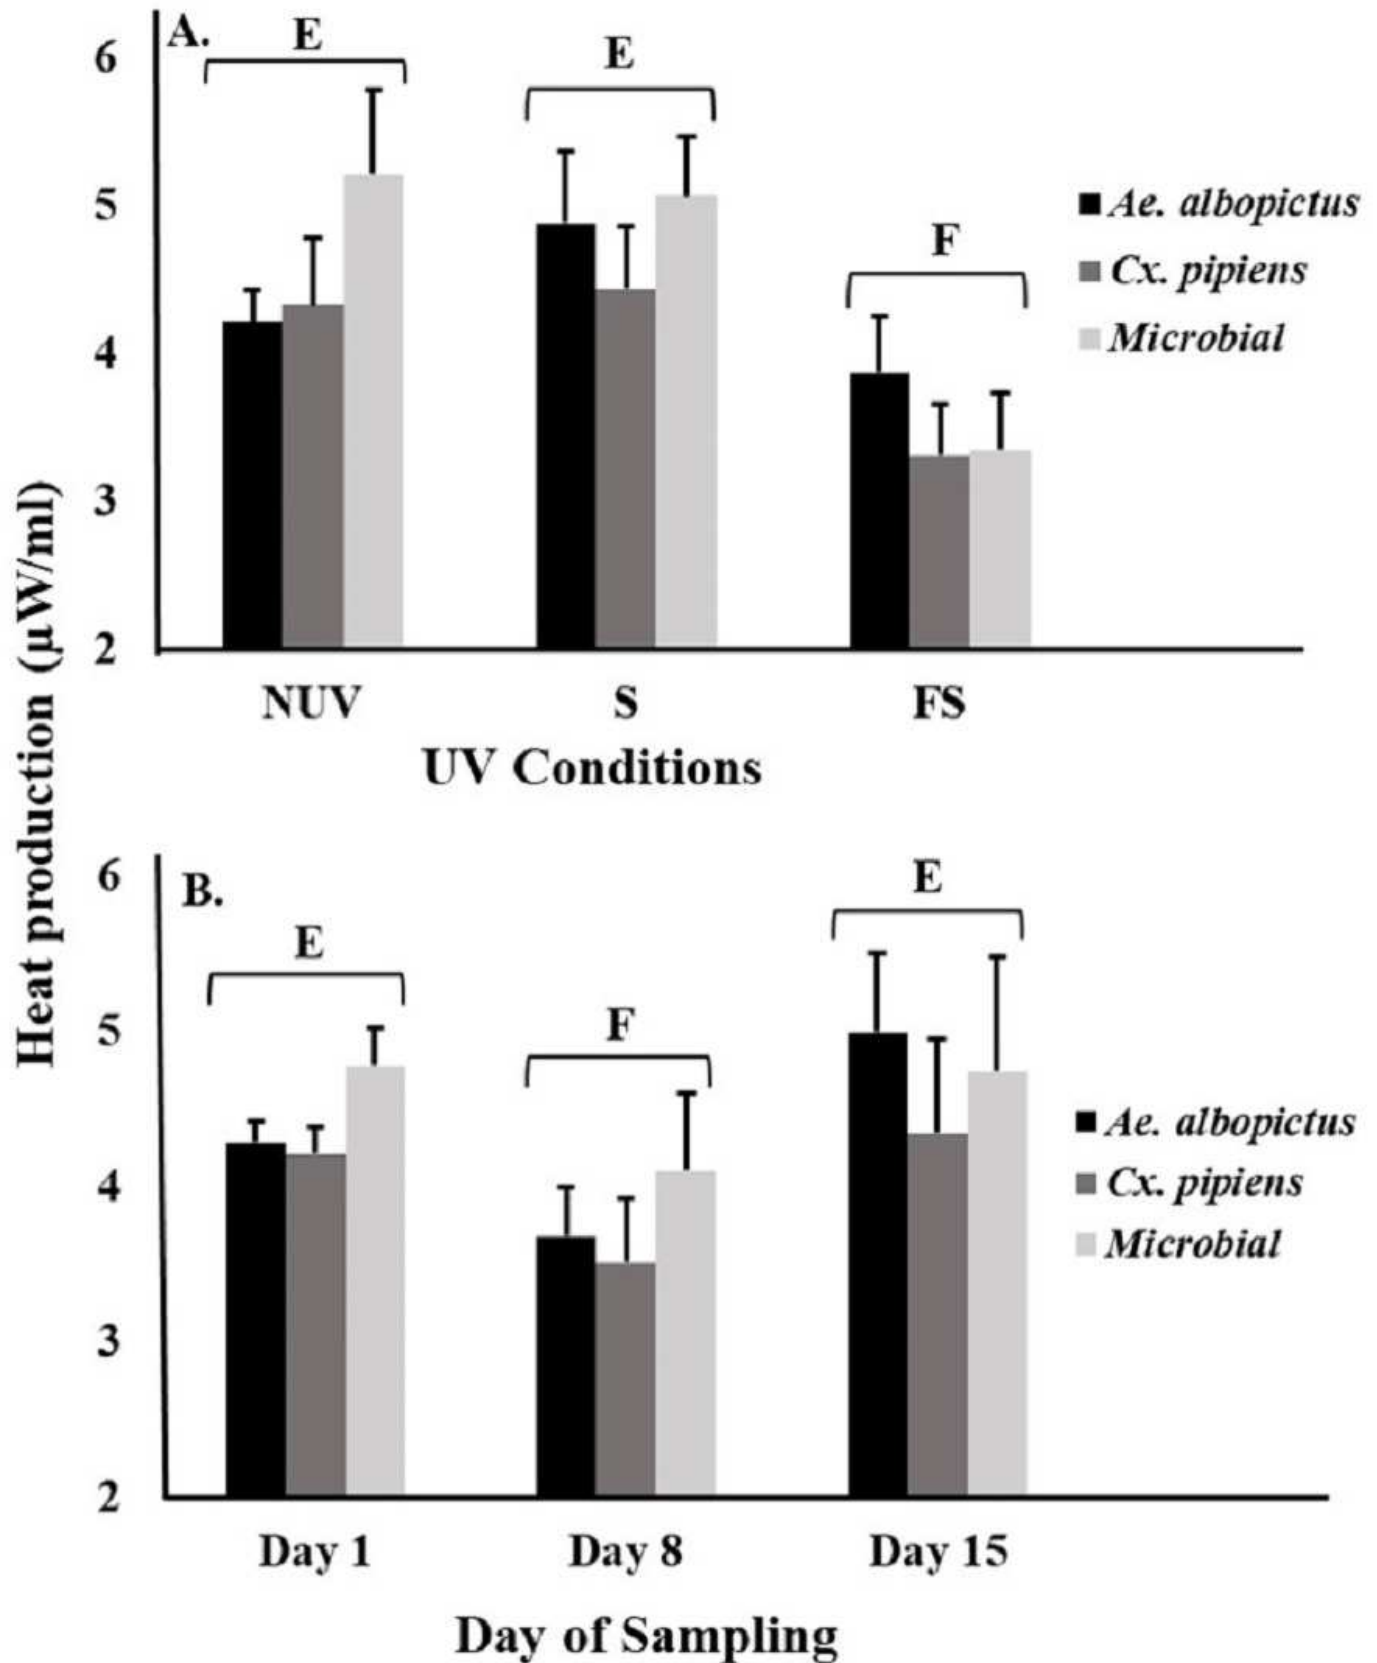 Heat production (µW/ml)
A.
E
E
F
6
5
4
3
2
Ae. albopictus
Cx. pipiens
Microbial
NUV
S
FS
UV Conditions
B.
E
F
E
6
5
4
3
2
Ae. albopictus
Cx. pipiens
Microbial
Day 1
Day 8
Day 15
Day of Sampling